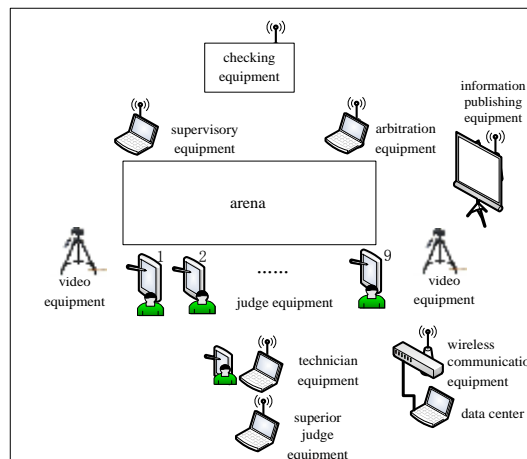 checking
equipment
information
publishing
equipment
supervisory
equipment
arbitration
equipment
arena
1
2
......
9
video
equipment
judge equipment
video
equipment
technician
equipment
wireless
communication
equipment
superior
judge
equipment
data center